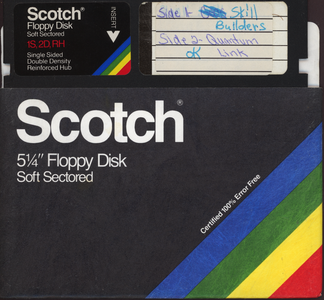 Scotch®
Floppy Disk
Soft Sectored
1S.2D.RH
Single Sided
Double Density
Reinforced Hub
INSERT
Side 1 Skill
Builders
Side 2- Quantum
OK Link
Scotch®
5¼" Floppy Disk
Soft Sectored
Certified 100% Error Free